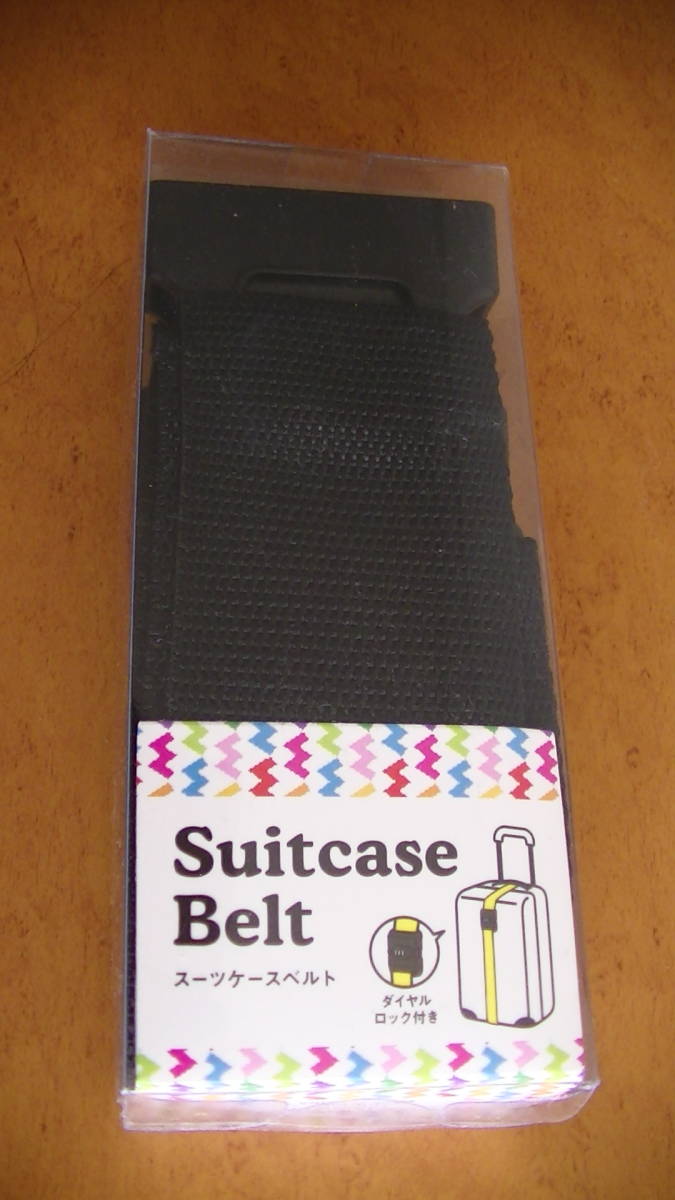 Suitcase
Belt
スーツケースベルト
ダイヤル
ロック付き